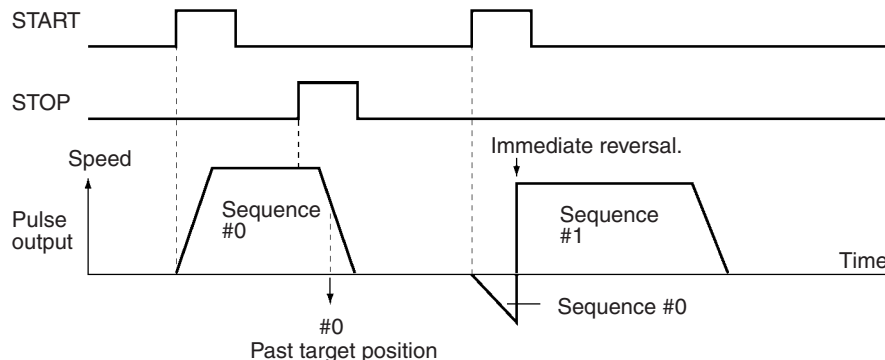 START
STOP
Immediate reversal.
Speed
Pulse
output
Sequence
#0
Sequence
#1
Time
Sequence #0
#0
Past target position